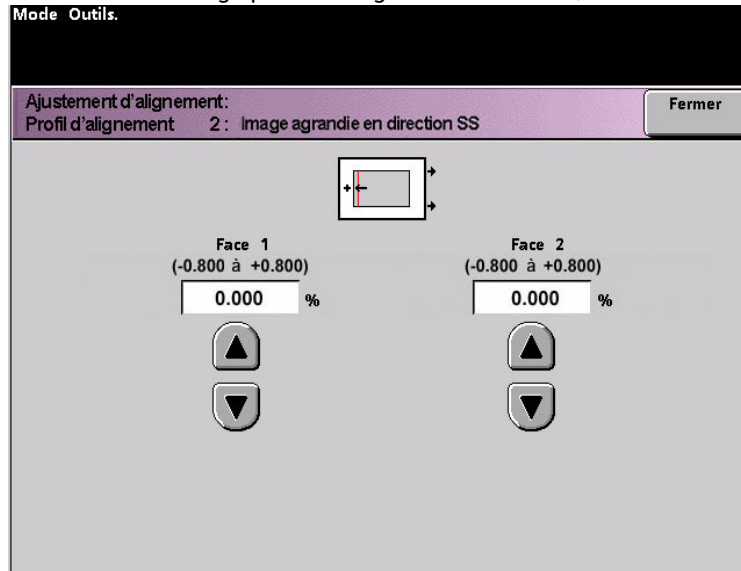 Mode Outils.
Ajustement d'alignement:
Fermer
Profil d'alignement 2: Image agrandie en direction SS
Face 1
Face 2
(-0.800 à +0.800)
(-0.800 à +0.800)
0.000 %
0.000 %